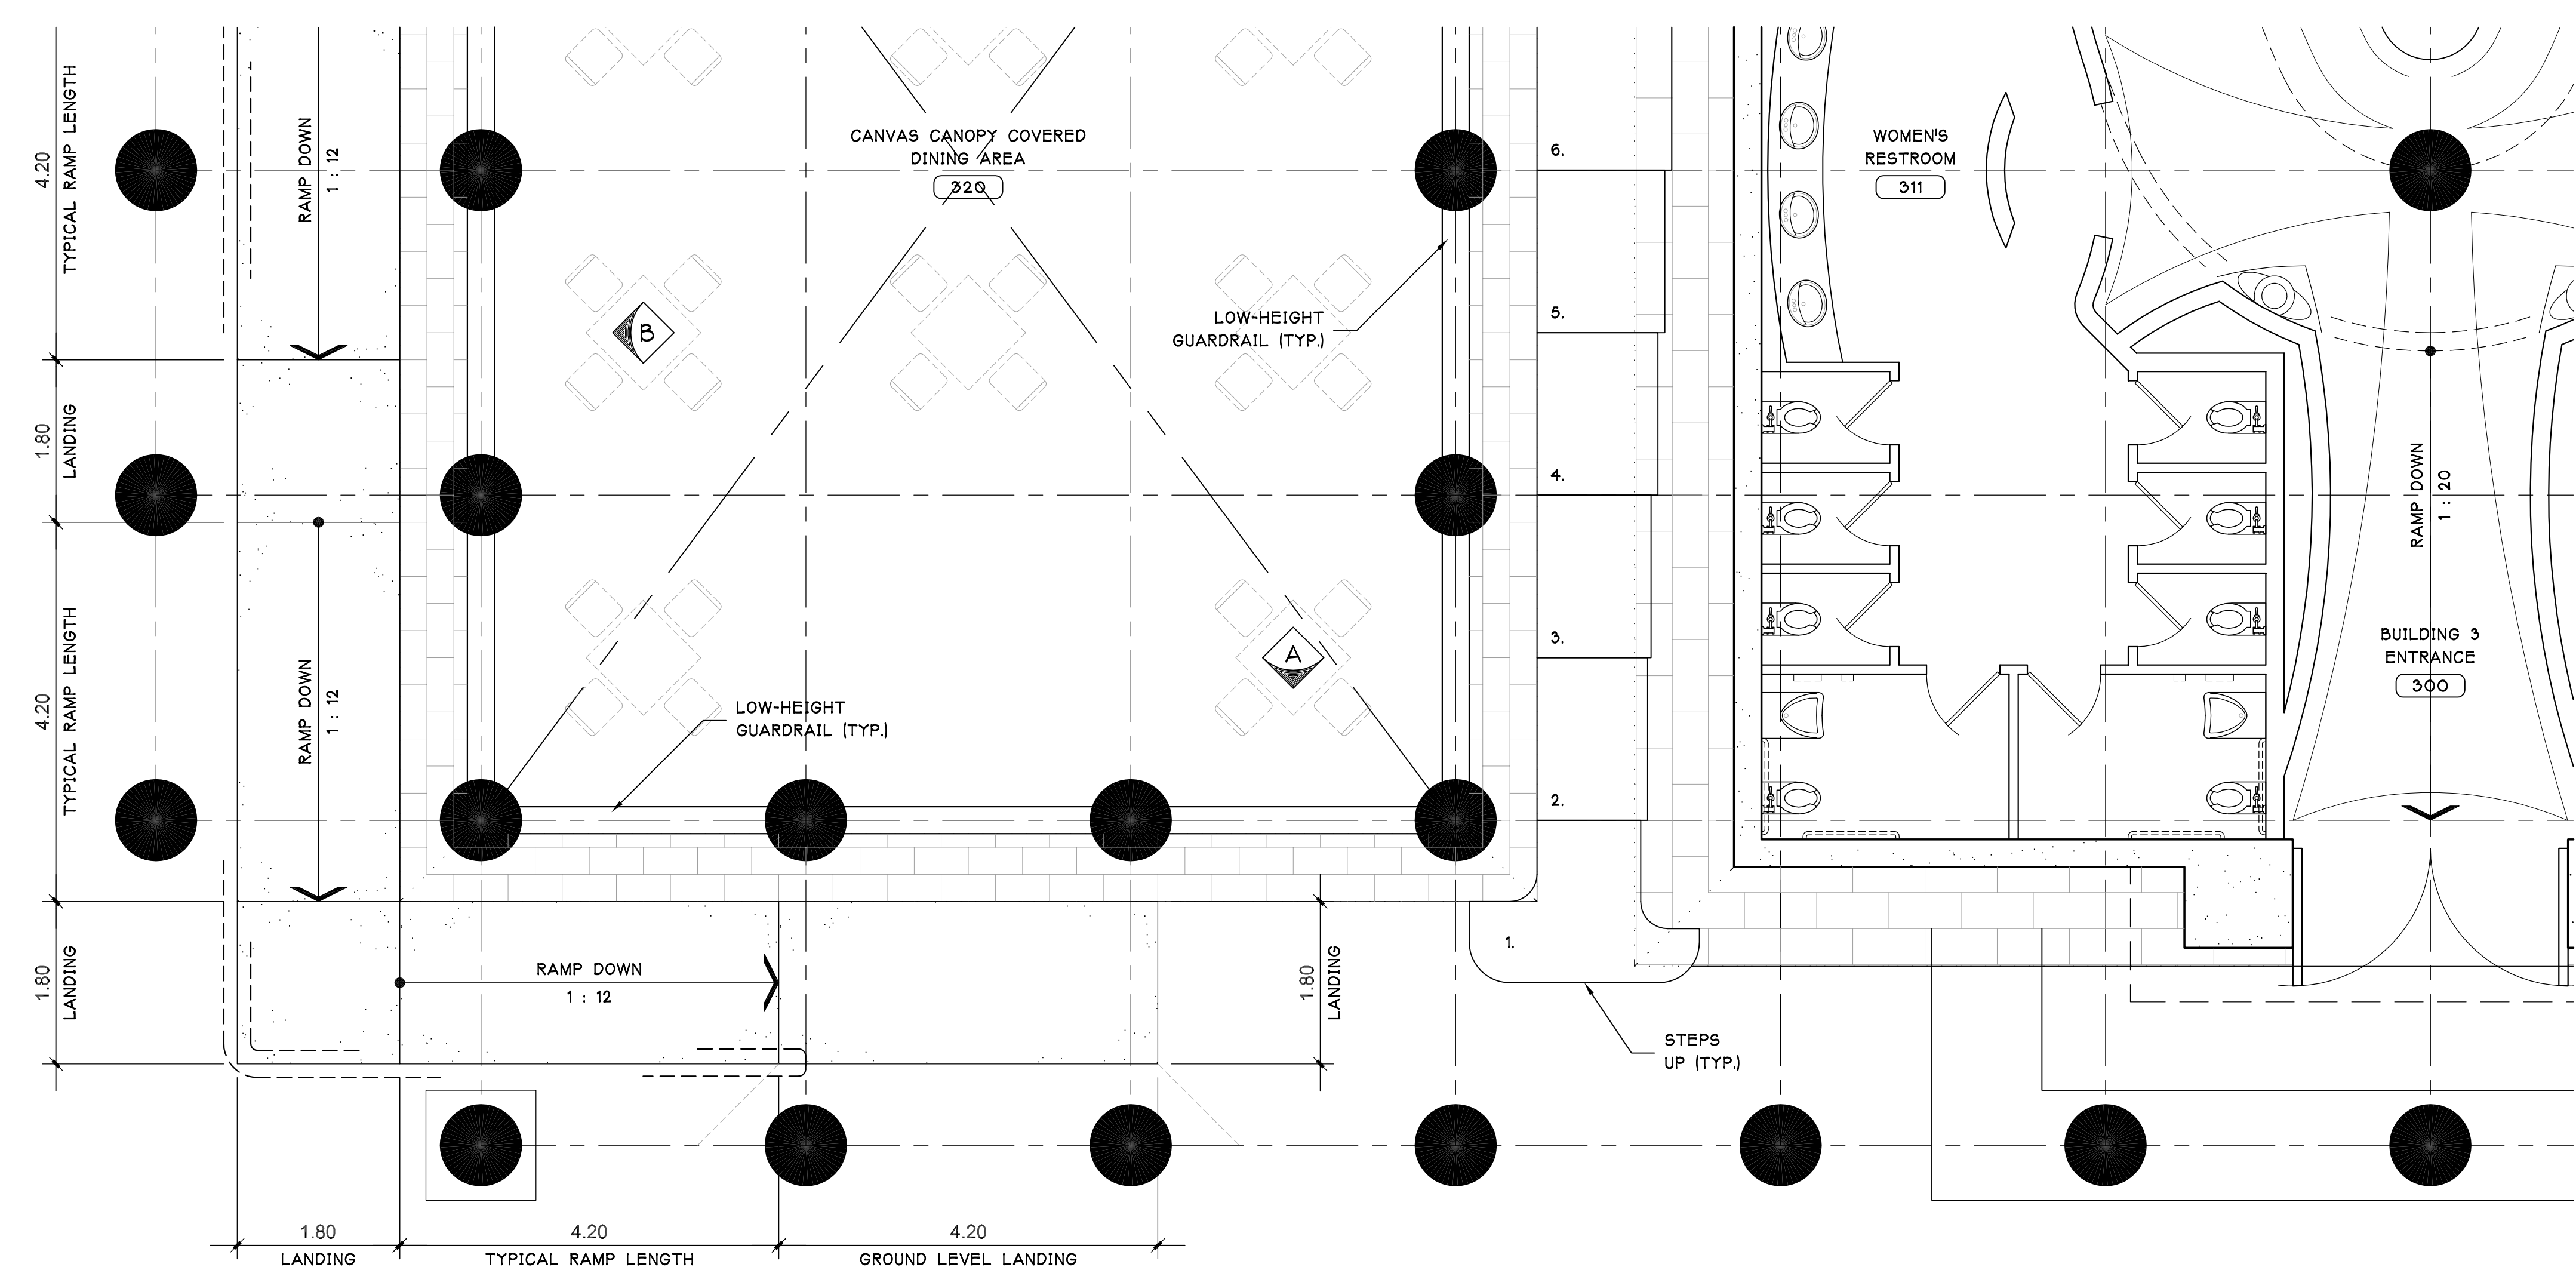 4.20
TYPICAL RAMP LENGTH
RAMP DOWN
1 : 12
CANVAS CANOPY COVERED
DINING AREA
320
6.
WOMEN'S
RESTROOM
311
B
LOW-HEIGHT
GUARDRAIL (TYP.)
5.
1.80
LANDING
4.
RAMP DOWN
1 : 20
4.20
TYPICAL RAMP LENGTH
RAMP DOWN
1 : 12
A
3.
BUILDING 3
ENTRANCE
300
LOW-HEIGHT
GUARDRAIL (TYP.)
2.
1.80
LANDING
RAMP DOWN
1 : 12
1.80
LANDING
1.
STEPS
UP (TYP.)
1.80
LANDING
4.20
TYPICAL RAMP LENGTH
4.20
GROUND LEVEL LANDING